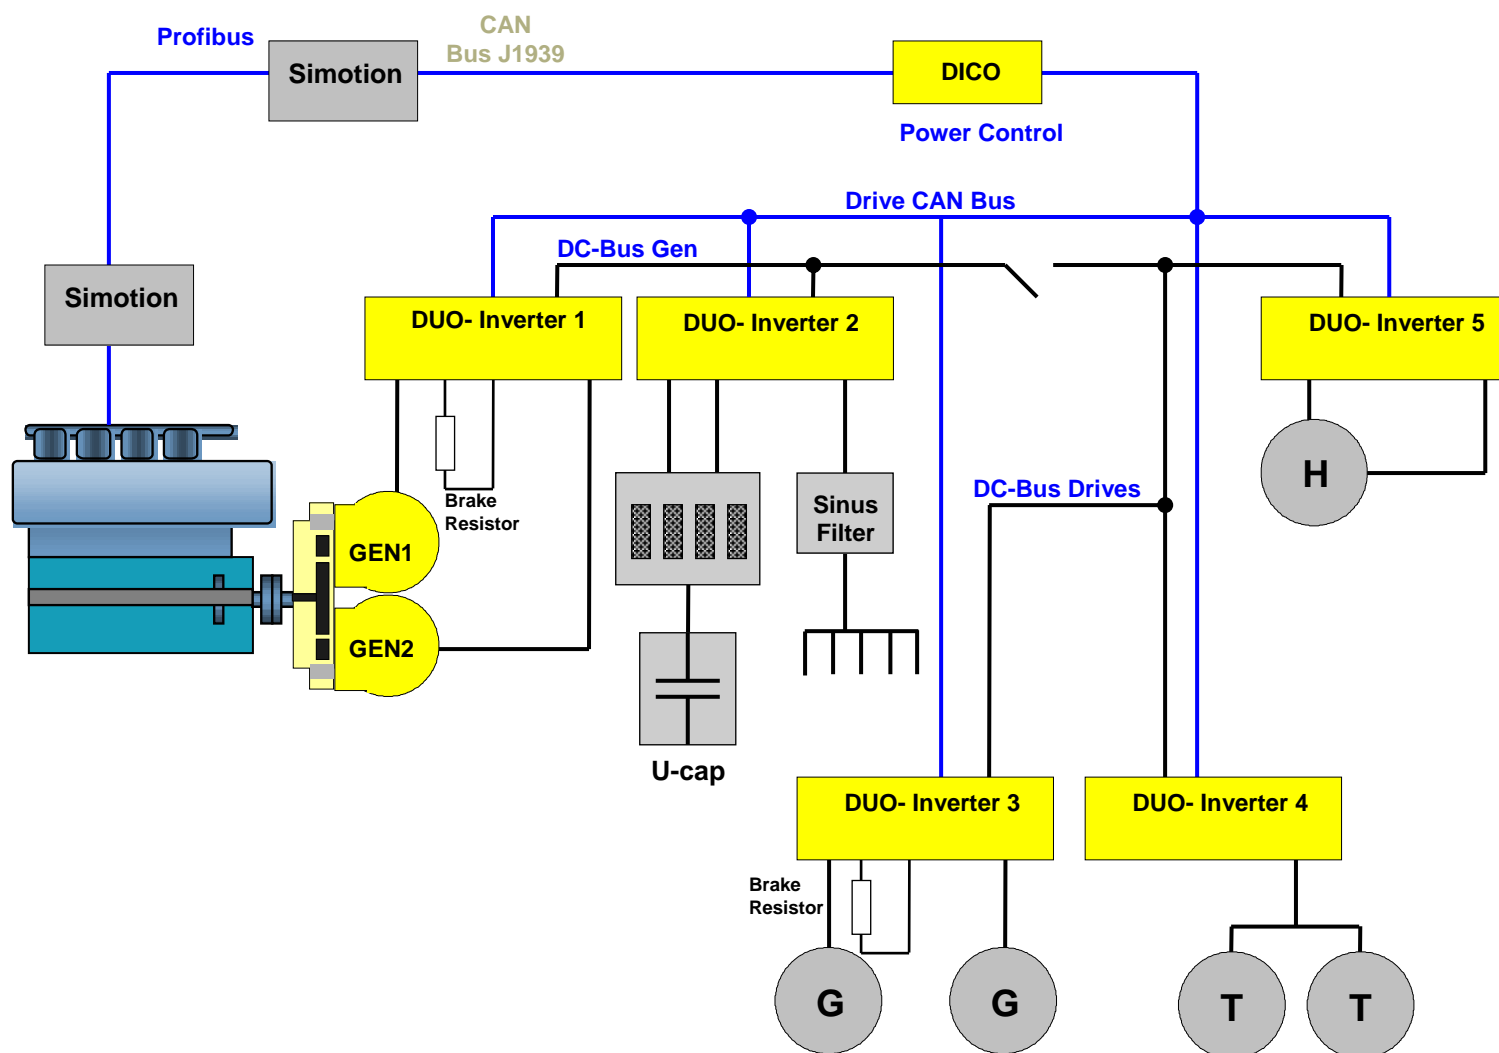 CAN
Bus J1939
Profibus
Simotion
DICO
Power Control
Drive CAN Bus
DC-Bus Gen
Simotion
DUO- Inverter 1
DUO- Inverter 2
DUO- Inverter 5
H
Brake
Resistor
Sinus
Filter
DC-Bus Drives
GEN1
GEN2
U-cap
DUO- Inverter 3
DUO- Inverter 4
Brake
Resistor
G
G
T
T